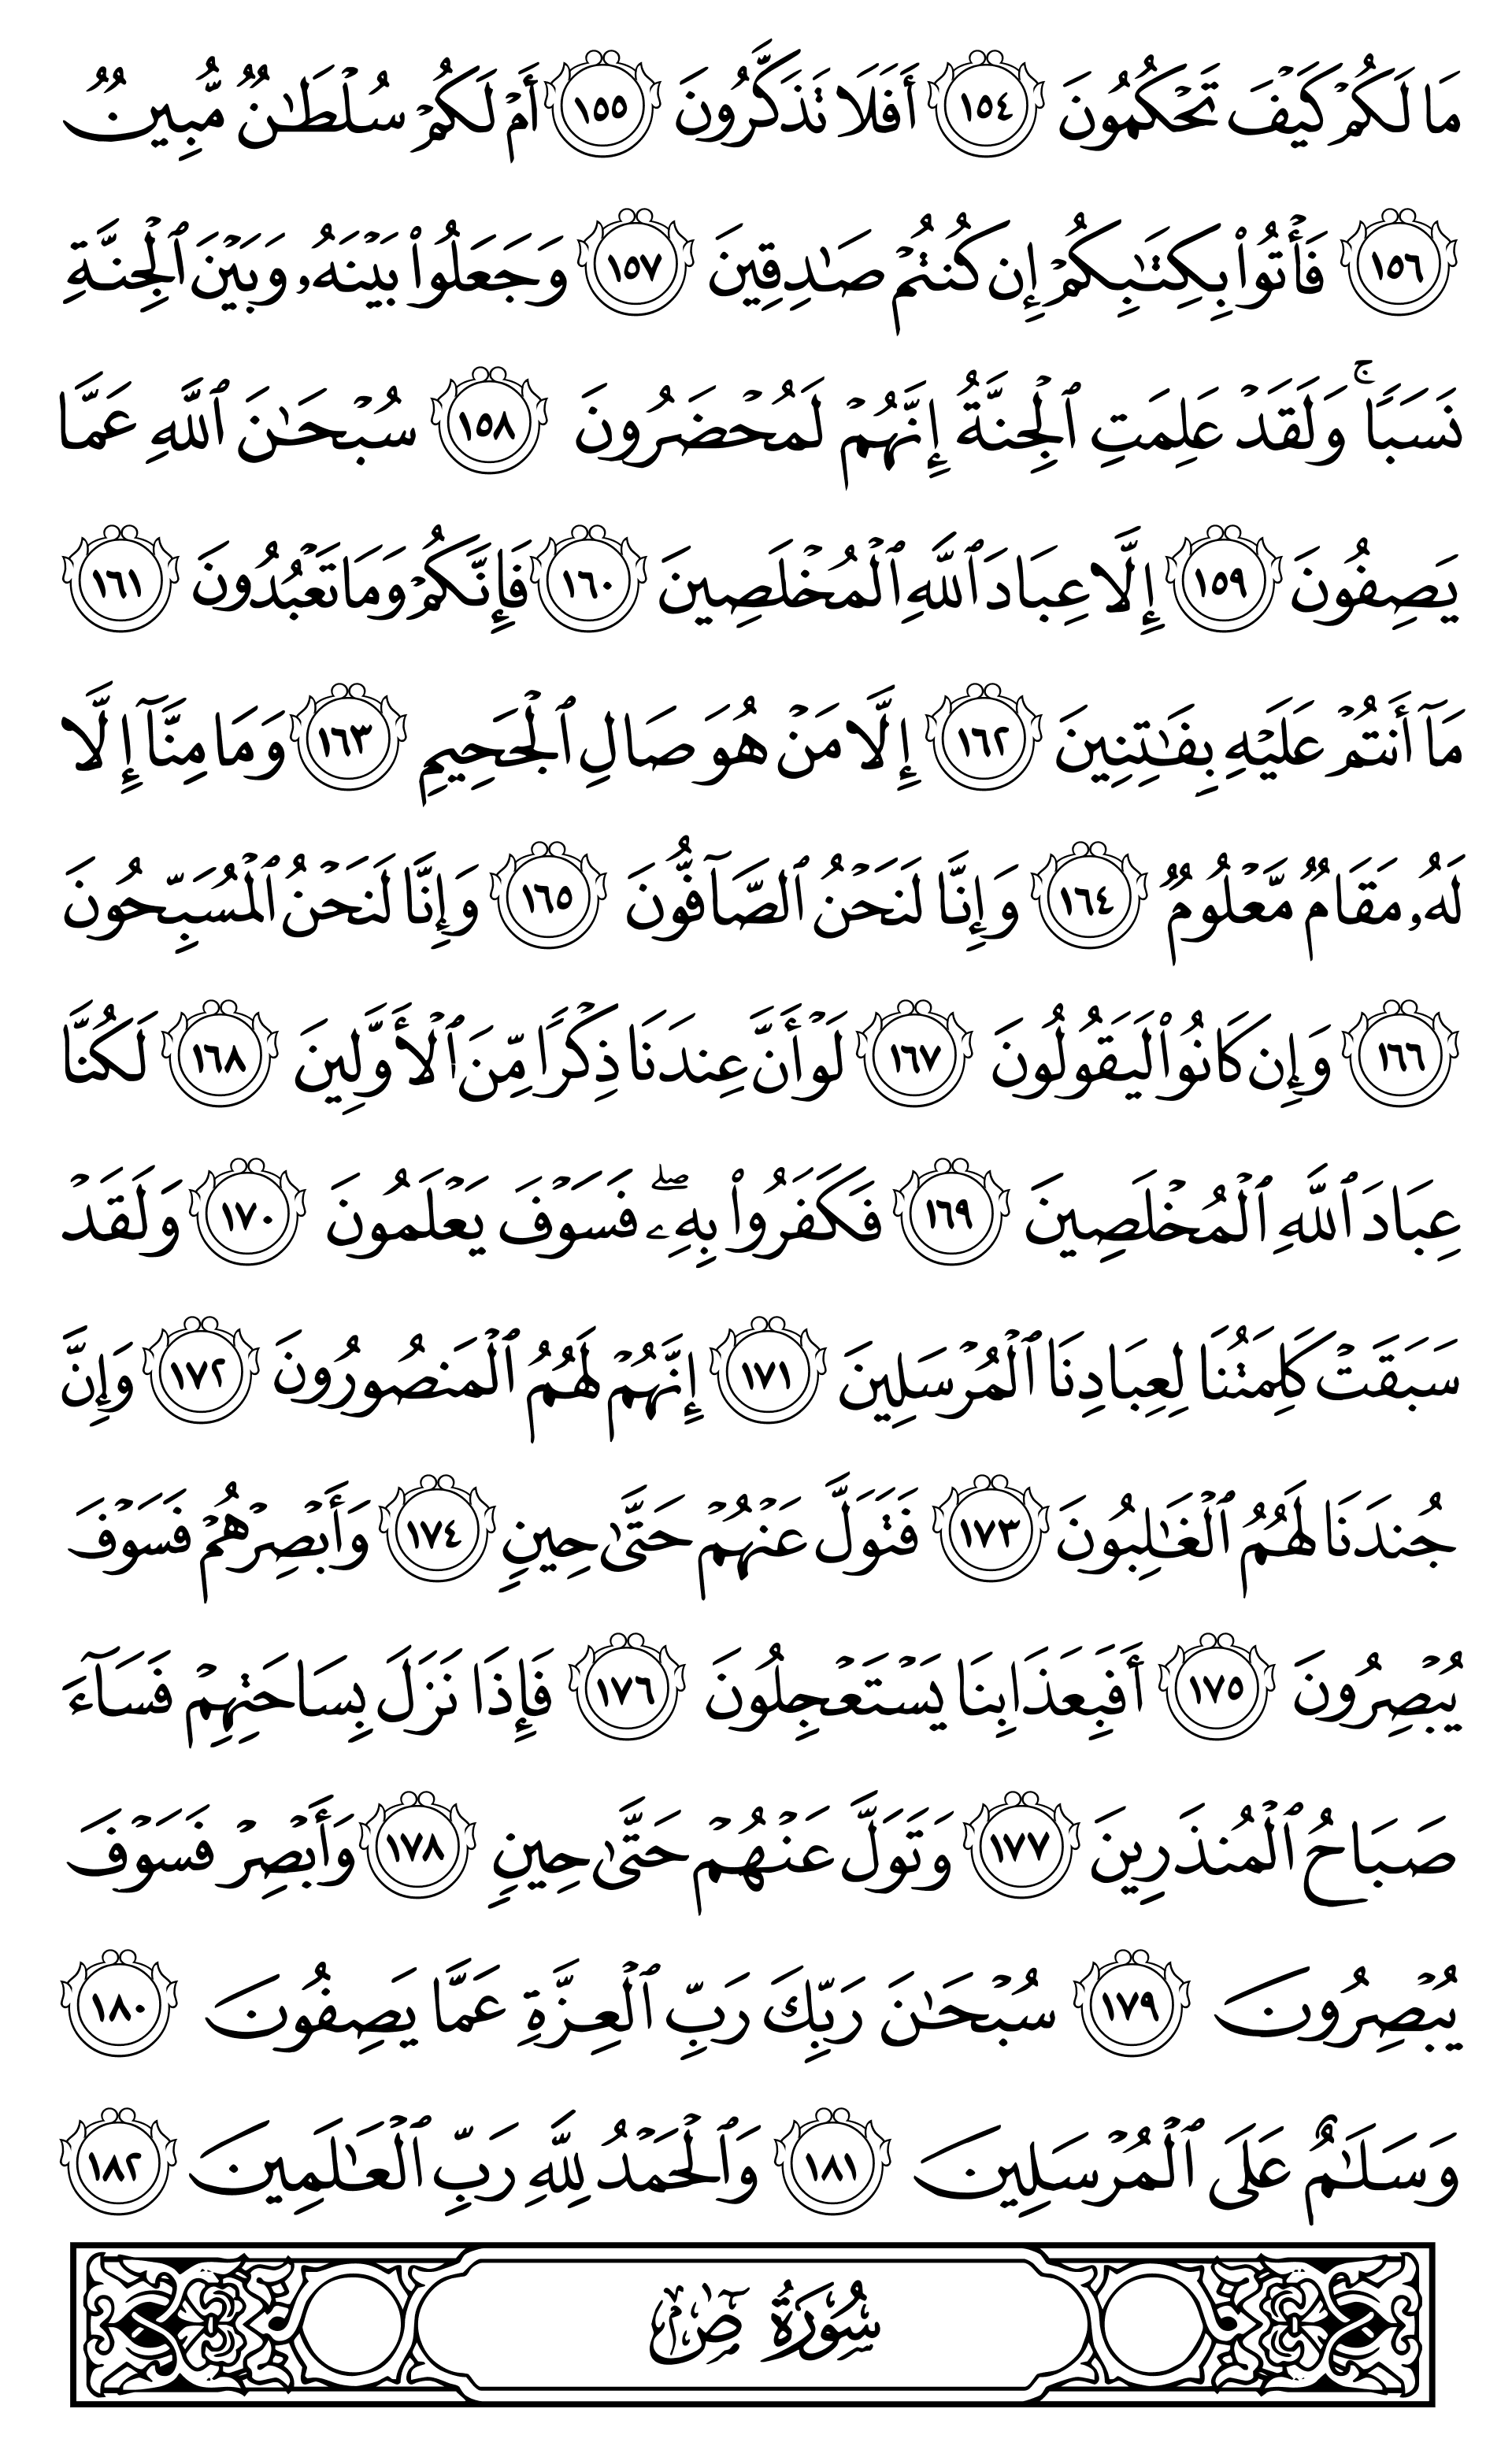 مَا لَكُمۡ كَيۡفَ تَحۡكُمُونَ ١٥٤ أَفَلَا تَذَكَّرُونَ ١٥٥ أَمۡ لَكُمۡ سُلۡطَٰنٞ مُّبِينٞ
١٥٦ فَأۡتُواْ بِكِتَٰبِكُمۡ إِن كُنتُمۡ صَٰدِقِينَ ١٥٧ وَجَعَلُواْ بَيۡنَهُۥ وَبَيۡنَ ٱلۡجِنَّةِ
نَسَبٗاۚ وَلَقَدۡ عَلِمَتِ ٱلۡجِنَّةُ إِنَّهُمۡ لَمُحۡضَرُونَ ١٥٨ سُبۡحَٰنَ ٱللَّهِ عَمَّا
يَصِفُونَ ١٥٩ إِلَّا عِبَادَ ٱللَّهِ ٱلۡمُخۡلَصِينَ ١٦٠ فَإِنَّكُمۡ وَمَا تَعۡبُدُونَ ١٦١
مَآ أَنتُمۡ عَلَيۡهِ بِفَٰتِنِينَ ١٦٢ إِلَّا مَنۡ هُوَ صَالِ ٱلۡجَحِيمِ ١٦٣ وَمَا مِنَّآ إِلَّا
لَهُۥ مَقَامٞ مَّعۡلُومٞ ١٦٤ وَإِنَّا لَنَحۡنُ ٱلصَّآفُّونَ ١٦٥ وَإِنَّا لَنَحۡنُ ٱلۡمُسَبِّحُونَ
١٦٦ وَإِن كَانُواْ لَيَقُولُونَ ١٦٧ لَوۡ أَنَّ عِندَنَا ذِكۡرٗا مِّنَ ٱلۡأَوَّلِينَ ١٦٨ لَكُنَّا
عِبَادَ ٱللَّهِ ٱلۡمُخۡلَصِينَ ١٦٩ فَكَفَرُواْ بِهِۦۖ فَسَوۡفَ يَعۡلَمُونَ ١٧٠ وَلَقَدۡ
سَبَقَتۡ كَلِمَتُنَا لِعِبَادِنَا ٱلۡمُرۡسَلِينَ ١٧١ إِنَّهُمۡ لَهُمُ ٱلۡمَنصُورُونَ ١٧٢ وَإِنَّ
جُندَنَا لَهُمُ ٱلۡغَٰلِبُونَ ١٧٣ فَتَوَلَّ عَنۡهُمۡ حَتَّىٰ حِينٖ ١٧٤ وَأَبۡصِرۡهُمۡ فَسَوۡفَ
يُبۡصِرُونَ ١٧٥ أَفَبِعَذَابِنَا يَسۡتَعۡجِلُونَ ١٧٦ فَإِذَا نَزَلَ بِسَاحَتِهِمۡ فَسَآءَ
صَبَاحُ ٱلۡمُنذَرِينَ ١٧٧ وَتَوَلَّ عَنۡهُمۡ حَتَّىٰ حِينٖ ١٧٨ وَأَبۡصِرۡ فَسَوۡفَ
يُبۡصِرُونَ ١٧٩ سُبۡحَٰنَ رَبِّكَ رَبِّ ٱلۡعِزَّةِ عَمَّا يَصِفُونَ ١٨٠
وَسَلَٰمٌ عَلَى ٱلۡمُرۡسَلِينَ ١٨١ وَٱلۡحَمۡدُ لِلَّهِ رَبِّ ٱلۡعَٰلَمِينَ ١٨٢
سُورَةُ صٓ